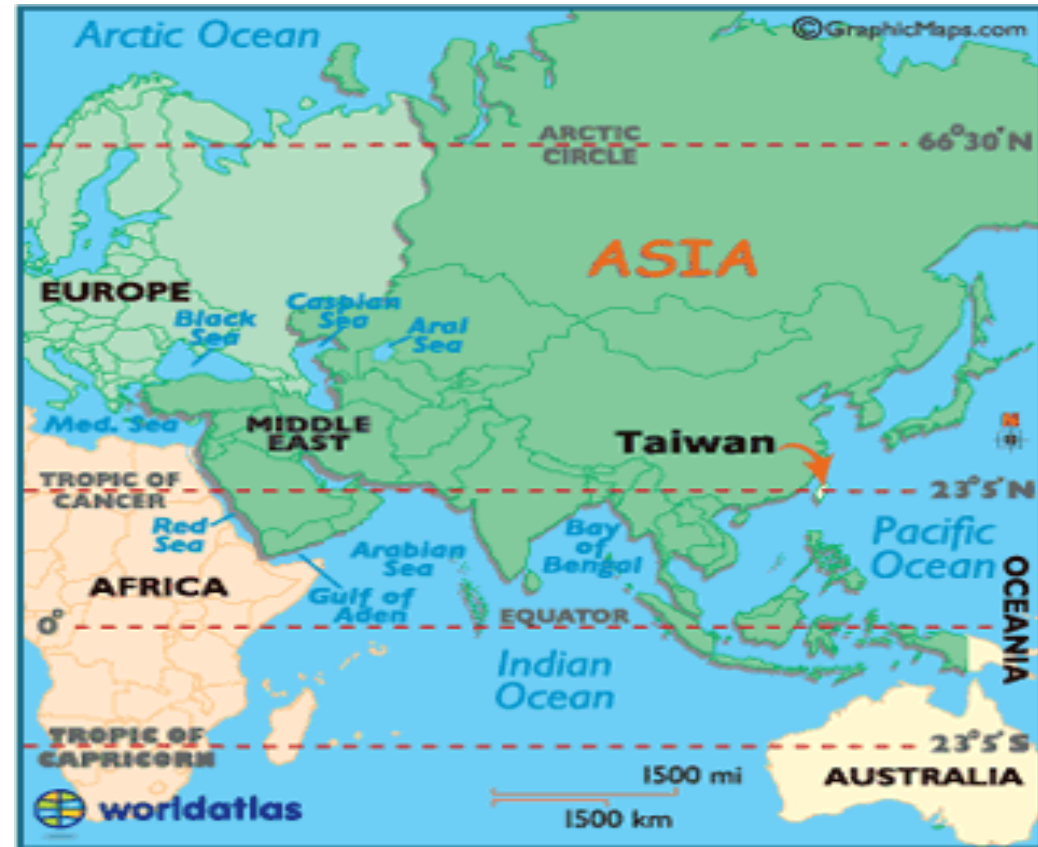 Arctic Ocean
©GraphicMaps.com
ARCTIC
CIRCLE
66°30'N
ASIA
EUROPE
Black
Sea
Caspian
Sea
Aral
Sea
Med. Sea
MIDDLE
EAST
Taiwan
TROPIC OF
CANCER
23°5'N
Red
Sea
Arabian
Sea
Bay
of
Bengal
Pacific
Ocean
OCEANIA
AFRICA
Gulf of
Aden
0°
EQUATOR
Indian
Ocean
TROPIC OF
CAPRICORN
23°5'S
1500 mi
AUSTRALIA
worldatlas
1500 km